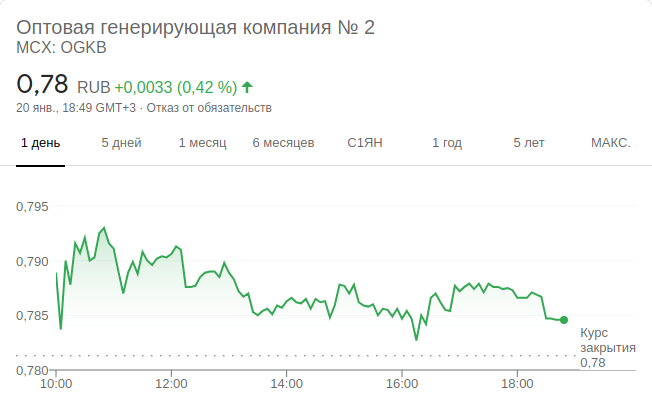 Оптовая генерирующая компания № 2
MCX: OGKB
0,78 RUB +0,0033 (0,42 %)
20 янв., 18:49 GMT+3 · Отказ от обязательств
1 день 5 дней 1 месяц 6 месяцев С1ЯН 1 год 5 лет МАКС.
0,795
0,790
0,785
0,780
Курс
закрытия
0,78
10:00 12:00 14:00 16:00 18:00